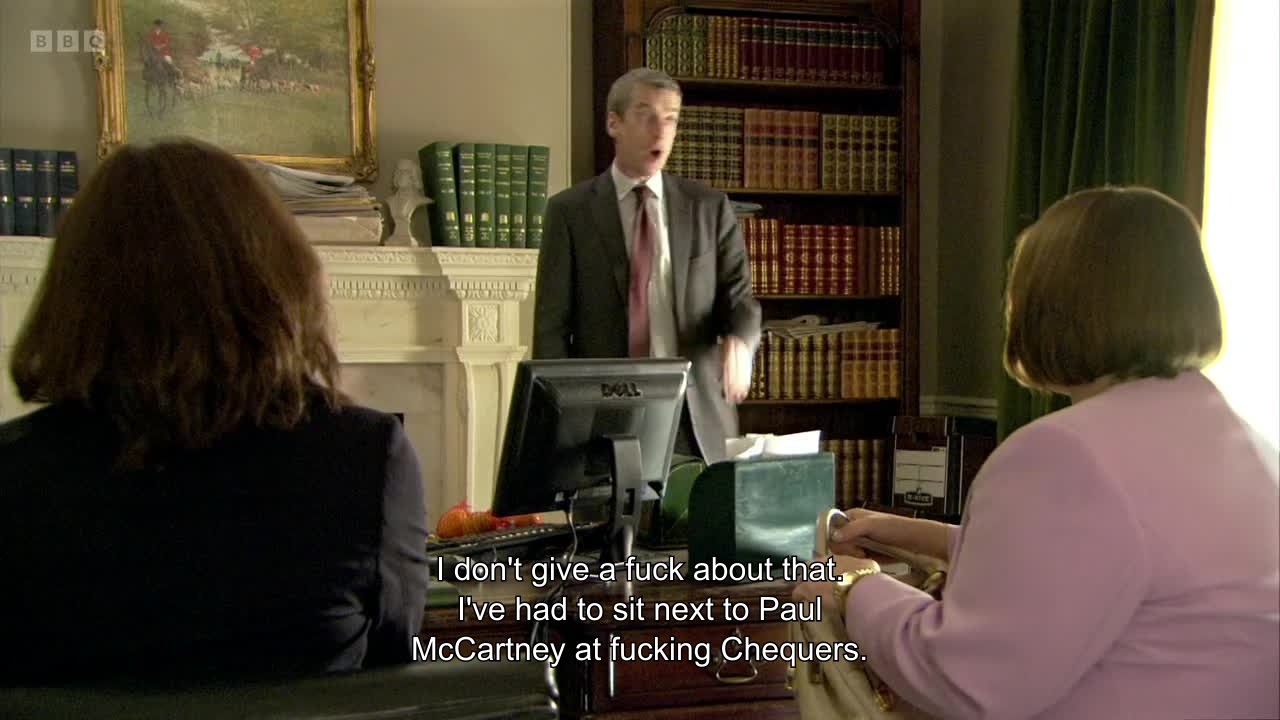 BBC
DELL
I don't give a fuck about that.
I've had to sit next to Paul
McCartney at fucking Chequers.